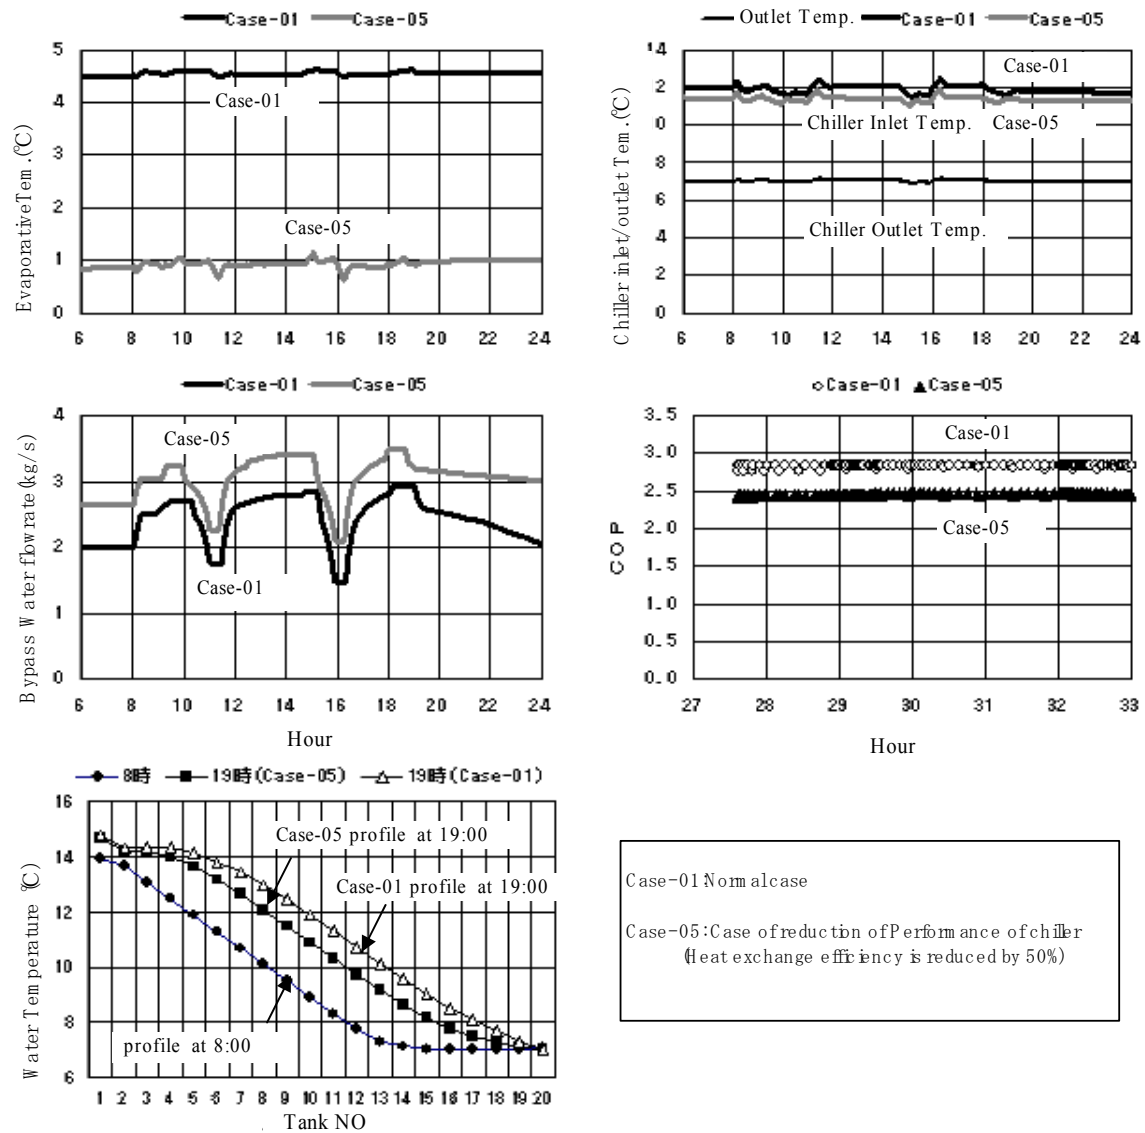 Case-01 Case-05
EvaporativeTem.(℃)
5
4
3
2
1
0
Case-01
Case-05
6 8 10 12 14 16 18 20 22 24
Outlet Temp. Case-01 Case-05
Chiller inlet/outlet Tem.(℃)
14
12
10
8
6
4
2
0
Case-01
Chiller Inlet Temp. Case-05
Chiller Outlet Temp.
6 8 10 12 14 16 18 20 22 24
Case-01 Case-05
Bypass Water flow rate (kg/s)
4
3
2
1
0
Case-05
Case-01
6 8 10 12 14 16 18 20 22 24
Hour
Case-01 Case-05
COP
3.5
3.0
2.5
2.0
1.5
1.0
0.5
0.0
Case-01
Case-05
27 28 29 30 31 32 33
Hour
8時 19時(Case-05) 19時(Case-01)
Water Temperature ℃)
16
14
12
10
8
6
Case-05 profile at 19:00
Case-01 profile at 19:00
profile at 8:00
1 2 3 4 5 6 7 8 9 10 11 12 13 14 15 16 17 18 19 20
Tank NO
Case-01:Normal case
Case-05:Case of reduction of Performance of chiller
(Heat exchange efficiency is reduced by 50%)